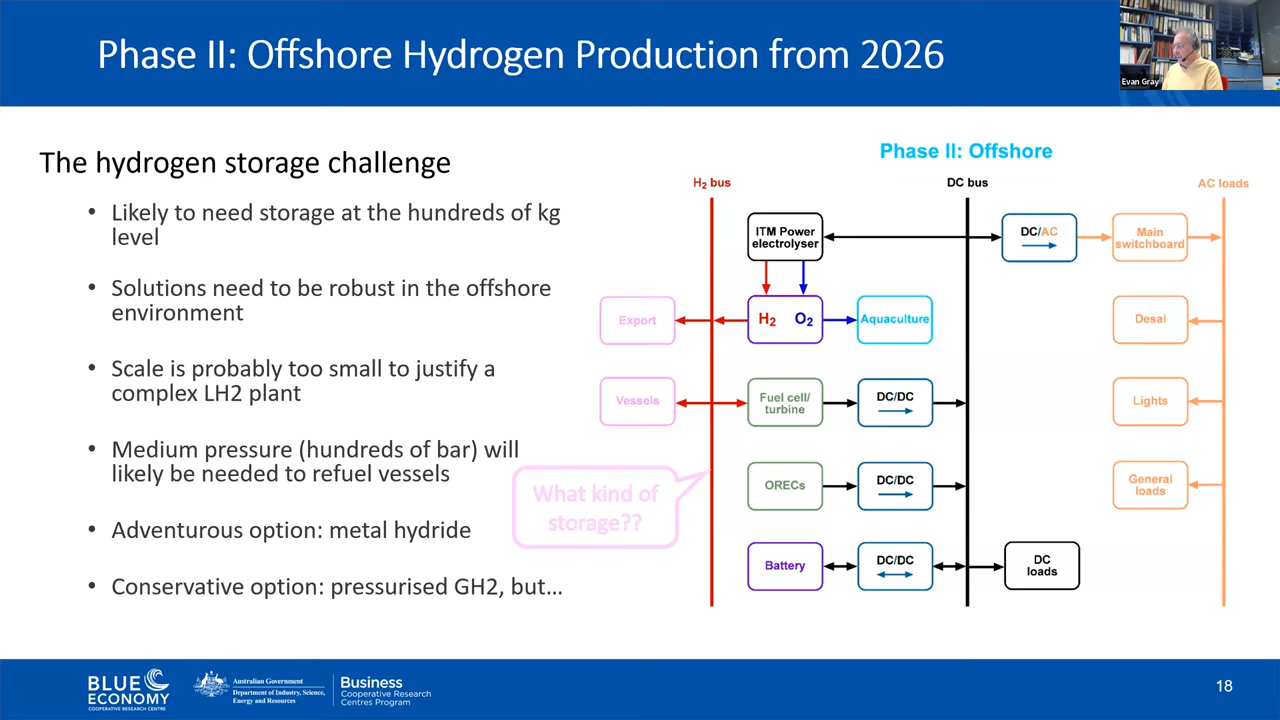 Phase II: Offshore Hydrogen Production from 2026
Evan Gray
The hydrogen storage challenge
• Likely to need storage at the hundreds of kg
level
• Solutions need to be robust in the offshore
environment
• Scale is probably too small to justify a
complex LH2 plant
• Medium pressure (hundreds of bar) will
likely be needed to refuel vessels
• Adventurous option: metal hydride
• Conservative option: pressurised GH2, but…
What kind of
storage??
Phase II: Offshore
H₂ bus
DC bus
AC loads
ITM Power
electrolyser
DC/AC
Main
switchboard
Export
H₂
O₂
Aquaculture
Desal
Vessels
Fuel cell/
turbine
DC/DC
Lights
ORECs
DC/DC
General
loads
Battery
DC/DC
DC
loads
BLUE
ECONOMY
COOPERATIVE RESEARCH CENTRE
Australian Government
Department of Industry, Science,
Energy and Resources
Business
Cooperative Research
Centres Program
18